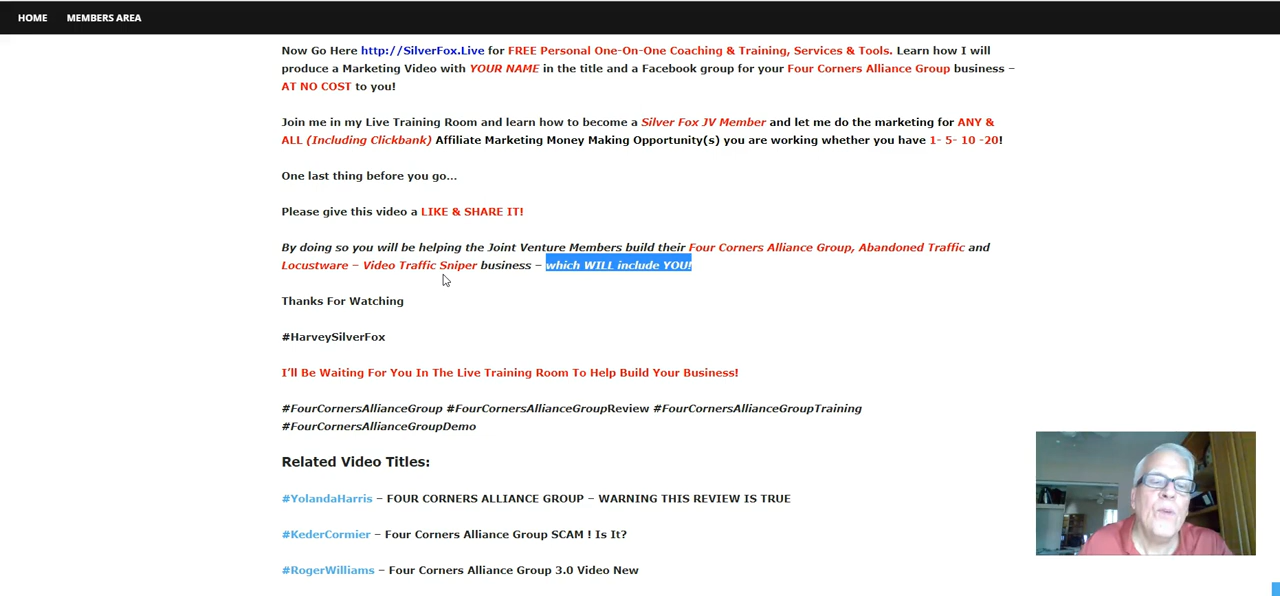 HOME MEMBERS AREA
Now Go Here http://SilverFox.Live for FREE Personal One-On-One Coaching & Training, Services & Tools. Learn how I will
produce a Marketing Video with YOUR NAME in the title and a Facebook group for your Four Corners Alliance Group business –
AT NO COST to you!
Join me in my Live Training Room and learn how to become a Silver Fox JV Member and let me do the marketing for ANY &
ALL (Including Clickbank) Affiliate Marketing Money Making Opportunity(s) you are working whether you have 1- 5- 10 -20!
One last thing before you go...
Please give this video a LIKE & SHARE IT!
By doing so you will be helping the Joint Venture Members build their Four Corners Alliance Group, Abandoned Traffic and
Locustware – Video Traffic Sniper business – which WILL include YOU!
Thanks For Watching
#HarveySilverFox
I'll Be Waiting For You In The Live Training Room To Help Build Your Business!
#FourCornersAllianceGroup #FourCornersAllianceGroupReview #FourCornersAllianceGroupTraining
#FourCornersAllianceGroupDemo
Related Video Titles:
#YolandaHarris – FOUR CORNERS ALLIANCE GROUP – WARNING THIS REVIEW IS TRUE
#KederCormier – Four Corners Alliance Group SCAM ! Is It?
#RogerWilliams – Four Corners Alliance Group 3.0 Video New